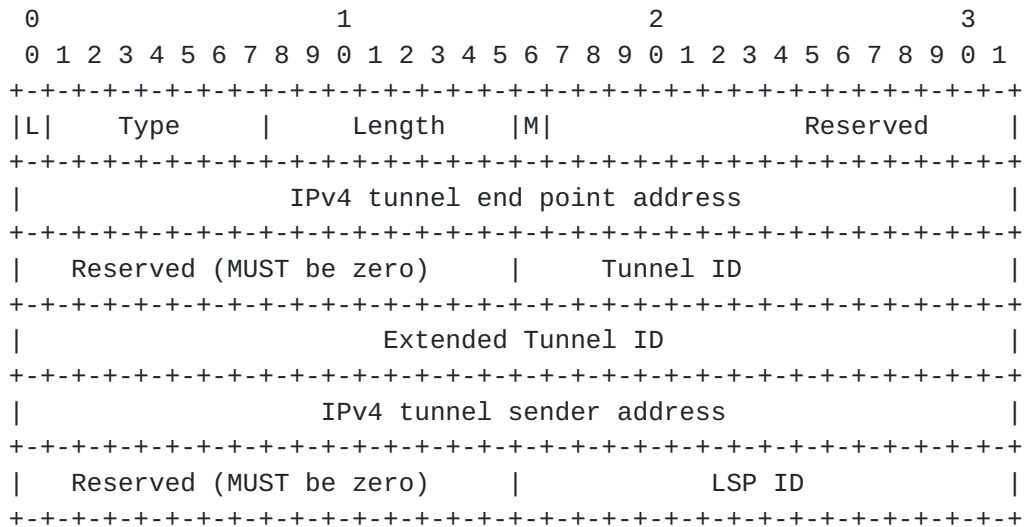 0                   1                   2                   3
 0 1 2 3 4 5 6 7 8 9 0 1 2 3 4 5 6 7 8 9 0 1 2 3 4 5 6 7 8 9 0 1
+-+-+-+-+-+-+-+-+-+-+-+-+-+-+-+-+-+-+-+-+-+-+-+-+-+-+-+-+-+-+-+-+
|L|    Type     |     Length    |M|                Reserved     |
+-+-+-+-+-+-+-+-+-+-+-+-+-+-+-+-+-+-+-+-+-+-+-+-+-+-+-+-+-+-+-+-+
|                 IPv4 tunnel end point address                 |
+-+-+-+-+-+-+-+-+-+-+-+-+-+-+-+-+-+-+-+-+-+-+-+-+-+-+-+-+-+-+-+-+
|   Reserved (MUST be zero)     |     Tunnel ID                 |
+-+-+-+-+-+-+-+-+-+-+-+-+-+-+-+-+-+-+-+-+-+-+-+-+-+-+-+-+-+-+-+-+
|                       Extended Tunnel ID                      |
+-+-+-+-+-+-+-+-+-+-+-+-+-+-+-+-+-+-+-+-+-+-+-+-+-+-+-+-+-+-+-+-+
|                   IPv4 tunnel sender address                  |
+-+-+-+-+-+-+-+-+-+-+-+-+-+-+-+-+-+-+-+-+-+-+-+-+-+-+-+-+-+-+-+-+
|   Reserved (MUST be zero)     |            LSP ID             |
+-+-+-+-+-+-+-+-+-+-+-+-+-+-+-+-+-+-+-+-+-+-+-+-+-+-+-+-+-+-+-+-+